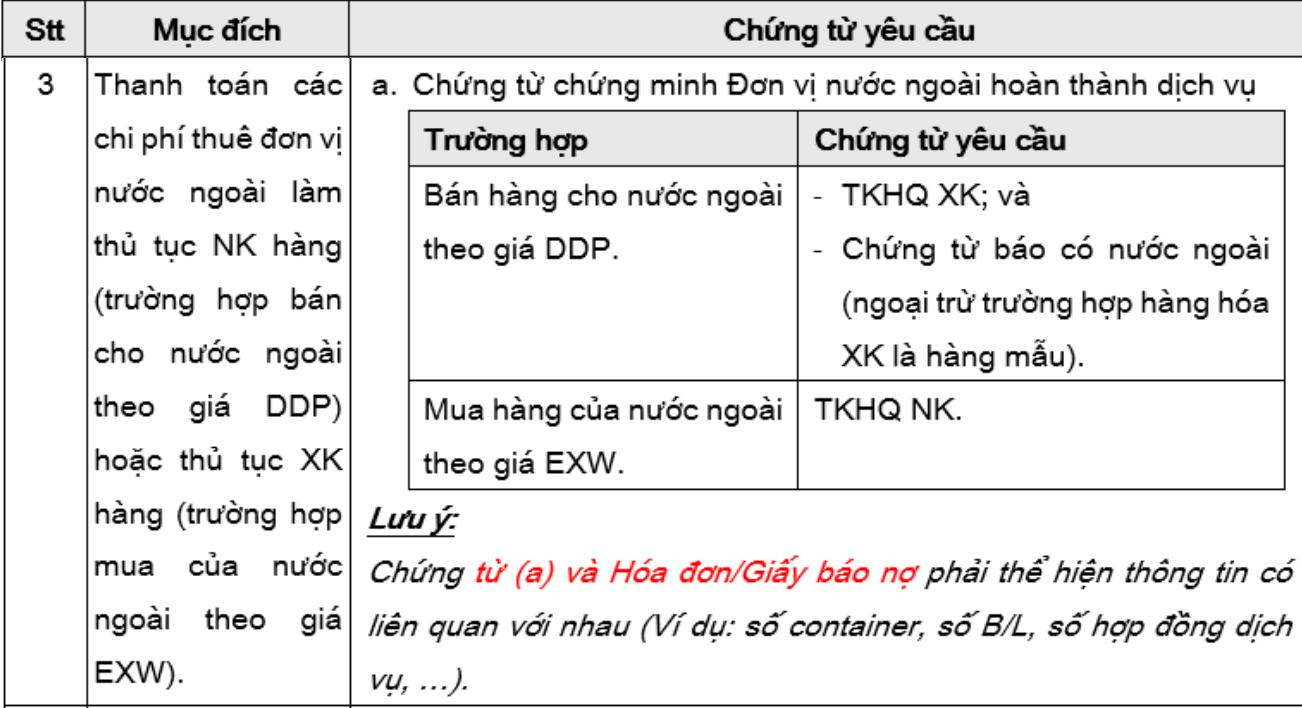 Stt Mục đích Chứng từ yêu cầu
3 Thanh toán các
chi phí thuê đơn vị
nước ngoài làm
thủ tục NK hàng
(trường hợp bán
cho nước ngoài
theo giá DDP)
hoặc thủ tục XK
hàng (trường hợp
mua của nước
ngoài theo giá
EXW).
a. Chứng từ chứng minh Đơn vị nước ngoài hoàn thành dịch vụ
Trường hợp Chứng từ yêu cầu
Bán hàng cho nước ngoài
theo giá DDP.
- TKHQ XK; và
- Chứng từ báo có nước ngoài
(ngoại trừ trường hợp hàng hóa
XK là hàng mẫu).
Mua hàng của nước ngoài
theo giá EXW.
TKHQ NK.
Lưu ý:
Chứng từ (a) và Hóa đơn/Giấy báo nợ phải thể hiện thông tin có
liên quan với nhau (Ví dụ: số container, số B/L, số hợp đồng dịch
vụ, …).